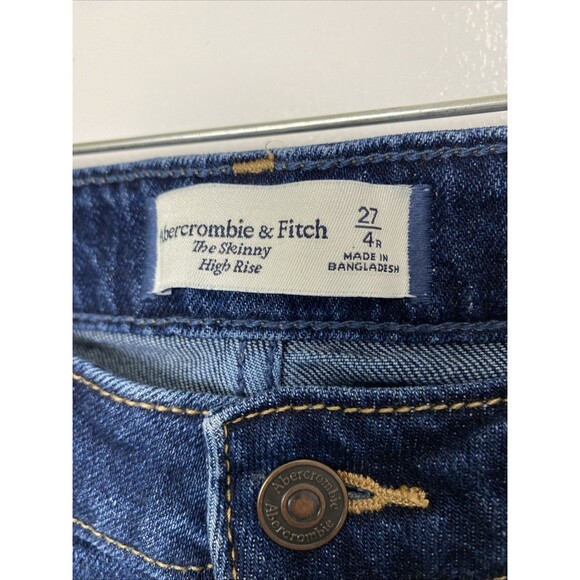 Abercrombie & Fitch
The Skinny
High Rise
27
4R
MADE IN
BANGLADESH
Abercrombie
Abercrombie